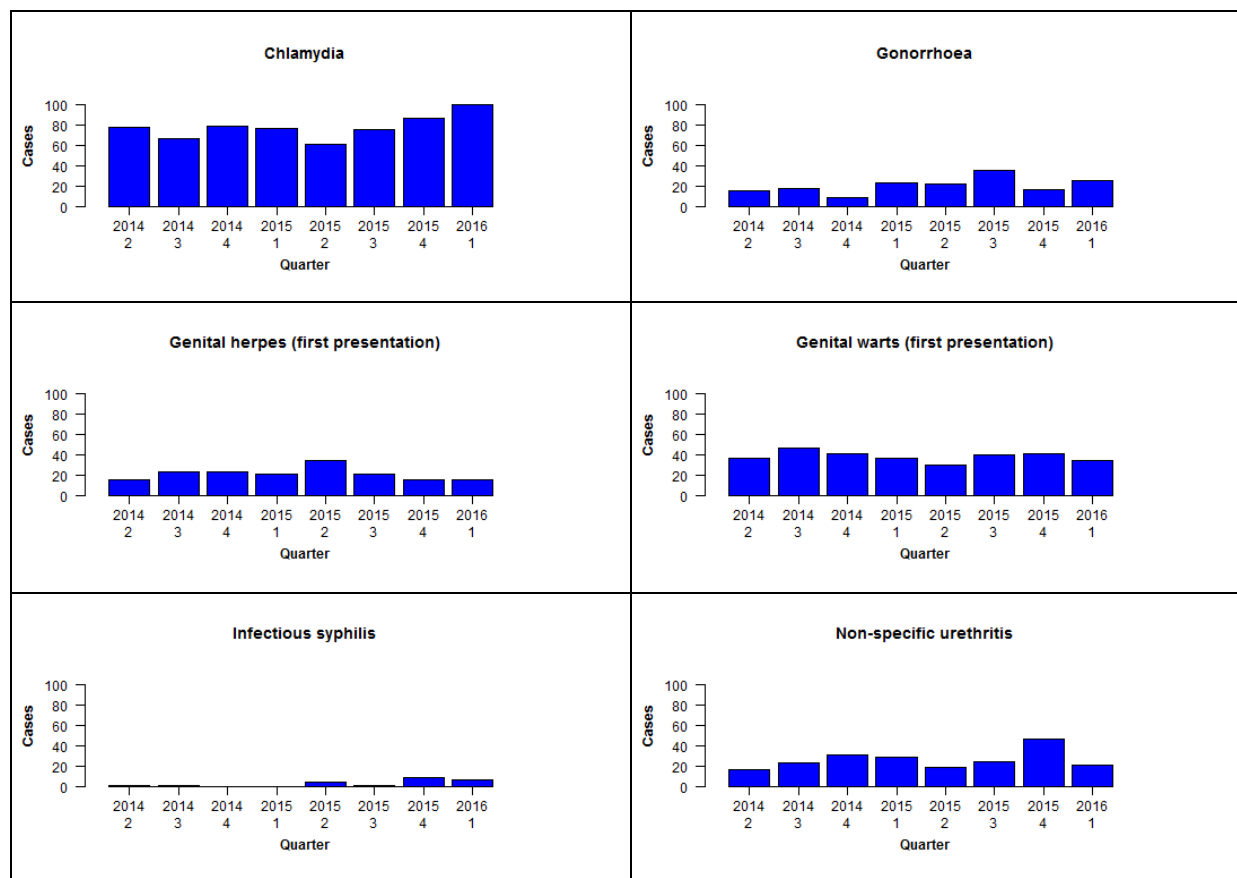 Chlamydia
Cases
100
80
60
40
20
0
2014 2014 2014 2015 2015 2015 2015 2016
2 3 4 1 2 3 4 1
Quarter
Gonorrhoea
Cases
100
80
60
40
20
0
2014 2014 2014 2015 2015 2015 2015 2016
2 3 4 1 2 3 4 1
Quarter
Genital herpes (first presentation)
Cases
100
80
60
40
20
0
2014 2014 2014 2015 2015 2015 2015 2016
2 3 4 1 2 3 4 1
Quarter
Genital warts (first presentation)
Cases
100
80
60
40
20
0
2014 2014 2014 2015 2015 2015 2015 2016
2 3 4 1 2 3 4 1
Quarter
Infectious syphilis
Cases
100
80
60
40
20
0
2014 2014 2014 2015 2015 2015 2015 2016
2 3 4 1 2 3 4 1
Quarter
Non-specific urethritis
Cases
100
80
60
40
20
0
2014 2014 2014 2015 2015 2015 2015 2016
2 3 4 1 2 3 4 1
Quarter